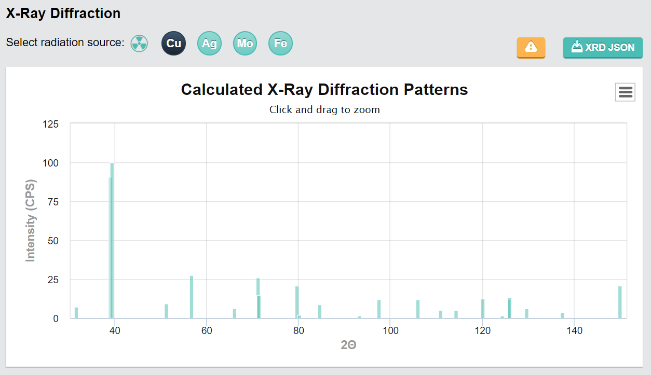 X-Ray Diffraction
Select radiation source: Cu Ag Mo Fe
XRD JSON
Calculated X-Ray Diffraction Patterns
Click and drag to zoom
Intensity (CPS)
125
100
75
50
25
0
40 60 80 100 120 140
2Θ